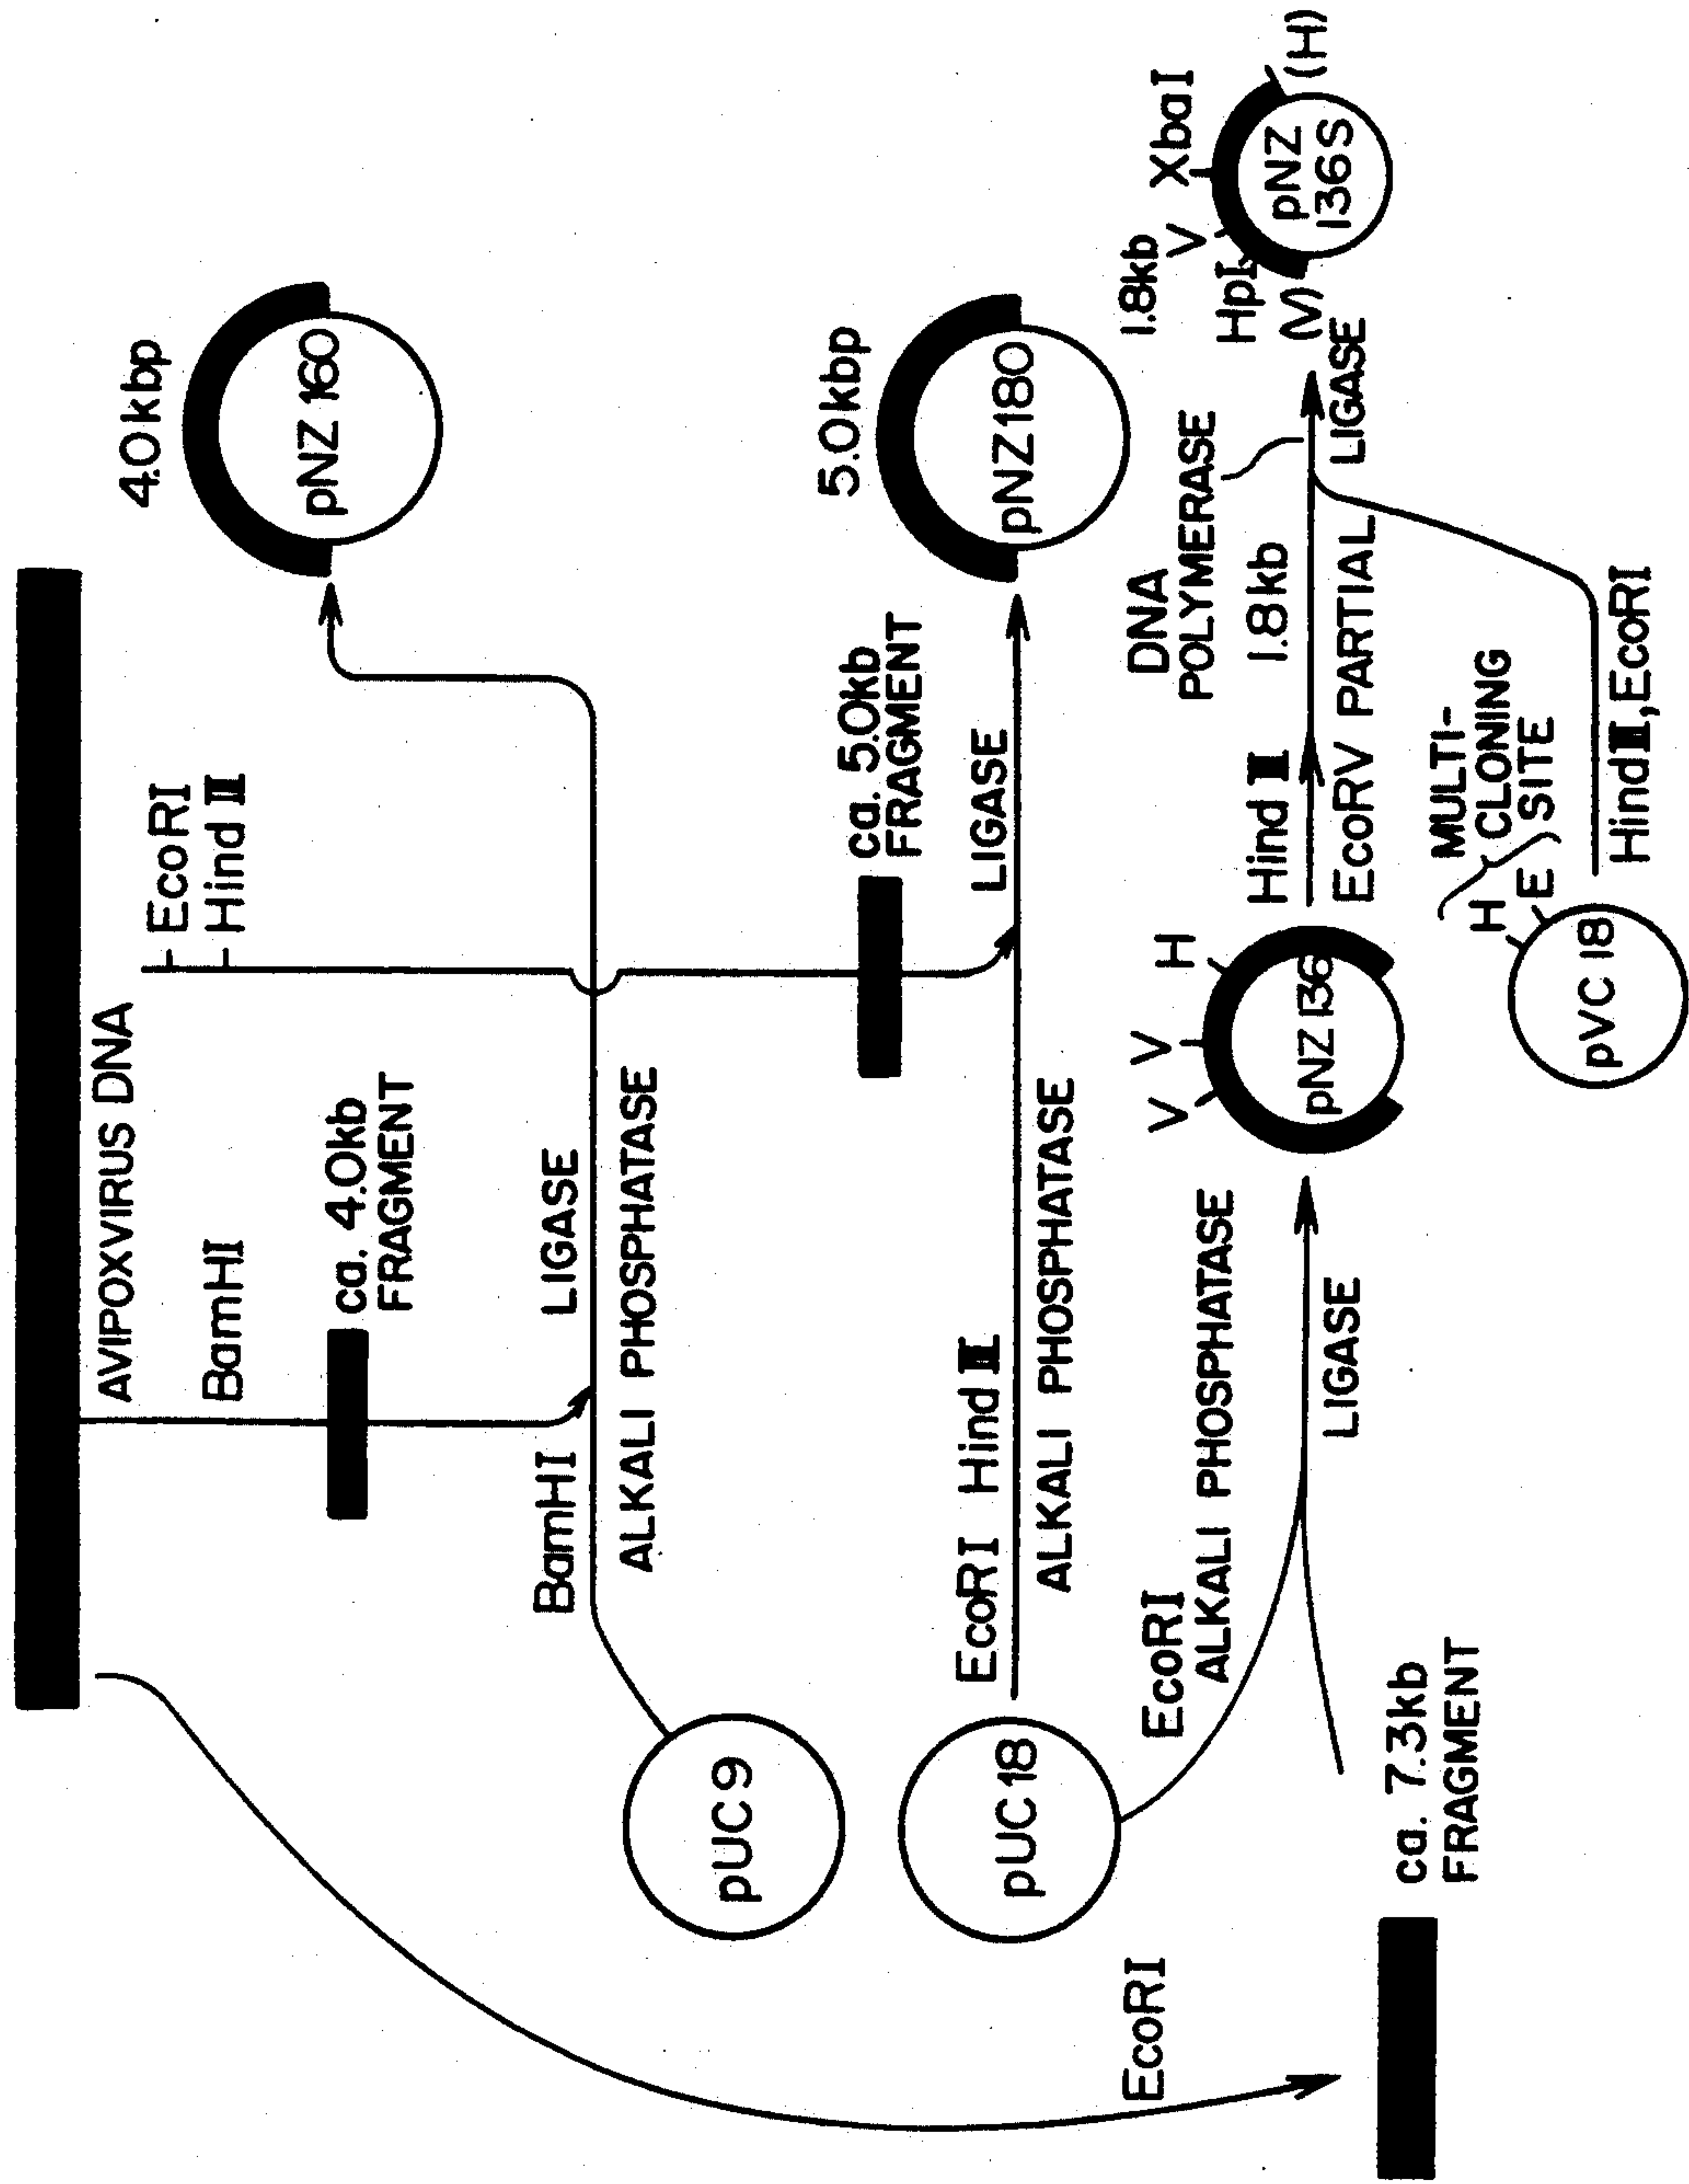 AVIPOXVIRUS DNA
BamHI
EcoRI
Hind III
ca. 4.0kb
FRAGMENT
4.0kbp
pNZ 160
BamHI
LIGASE
ALKALI PHOSPHATASE
pUC9
ca. 5.0kb
FRAGMENT
5.0kbp
pNZ180
EcoRI Hind III
LIGASE
ALKALI PHOSPHATASE
pUC18
EcoRI
EcoRI
ALKALI PHOSPHATASE
LIGASE
ca. 7.3kb
FRAGMENT
V
V
H
pNZ136
Hind III
1.8kb
EcoRV PARTIAL
DNA
POLYMERASE
LIGASE
MULTI-
CLONING
SITE
H
E
pVC 18
Hind III, EcoRI
1.8kb
V
XbaI
HpI
(V)
(H)
pNZ
136S